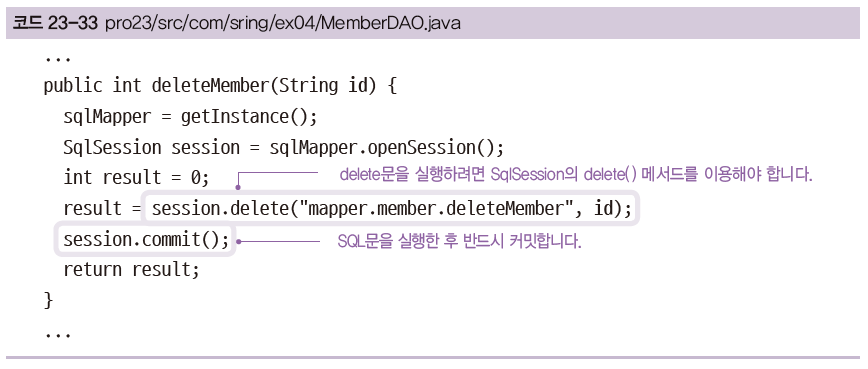 코드 23-33 pro23/src/com/sring/ex04/MemberDAO.java
...
public int deleteMember(String id) {
sqlMapper = getInstance();
SqlSession session = sqlMapper.openSession();
int result = 0;
delete문을 실행하려면 SqlSession의 delete() 메서드를 이용해야 합니다.
result = session.delete("mapper.member.deleteMember", id);
session.commit();
SQL문을 실행한 후 반드시 커밋합니다.
return result;
}
...